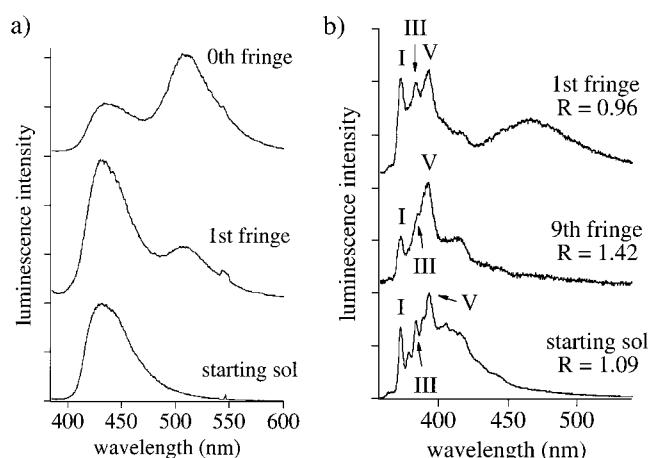 a)
0th fringe
1st fringe
starting sol
luminescence intensity
400 450 500 550 600
wavelength (nm)
b)
III
I V
1st fringe
R = 0.96
V
I
9th fringe
R = 1.42
III
I V
starting sol
R = 1.09
III
luminescence intensity
400 450 500
wavelength (nm)